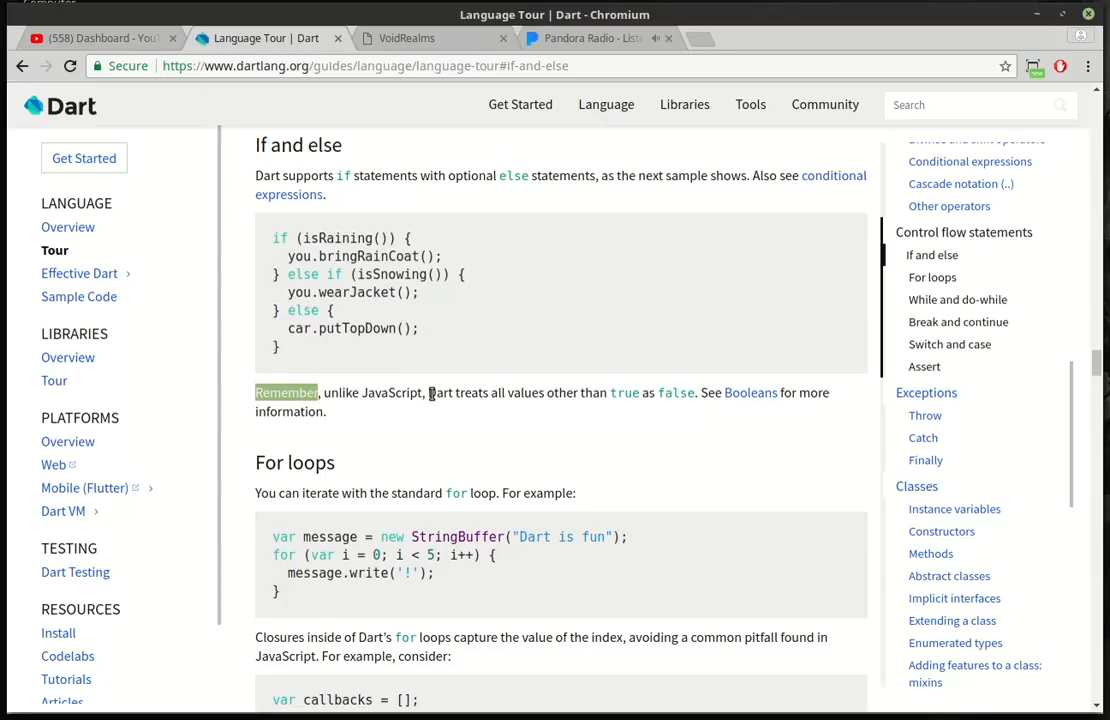 Language Tour | Dart - Chromium
(558) Dashboard - You
Language Tour | Dart
VoidRealms
Pandora Radio - Liste
Secure
https://www.dartlang.org/guides/language/language-tour#if-and-else
new
Dart
Get Started
Language
Libraries
Tools
Community
Search
Get Started
LANGUAGE
Overview
Tour
Effective Dart
Sample Code
LIBRARIES
Overview
Tour
PLATFORMS
Overview
Web
Mobile (Flutter)
Dart VM
TESTING
Dart Testing
RESOURCES
Install
Codelabs
Tutorials
Articles
If and else
Dart supports if statements with optional else statements, as the next sample shows. Also see conditional
expressions.
if (isRaining()) {
  you.bringRainCoat();
} else if (isSnowing()) {
  you.wearJacket();
} else {
  car.putTopDown();
}
Remember, unlike JavaScript, Dart treats all values other than true as false. See Booleans for more
information.
For loops
You can iterate with the standard for loop. For example:
var message = new StringBuffer("Dart is fun");
for (var i = 0; i < 5; i++) {
  message.write('!');
}
Closures inside of Dart's for loops capture the value of the index, avoiding a common pitfall found in
JavaScript. For example, consider:
var callbacks = [];
Bitwise and shift operators
Conditional expressions
Cascade notation (..)
Other operators
Control flow statements
If and else
For loops
While and do-while
Break and continue
Switch and case
Assert
Exceptions
Throw
Catch
Finally
Classes
Instance variables
Constructors
Methods
Abstract classes
Implicit interfaces
Extending a class
Enumerated types
Adding features to a class:
mixins